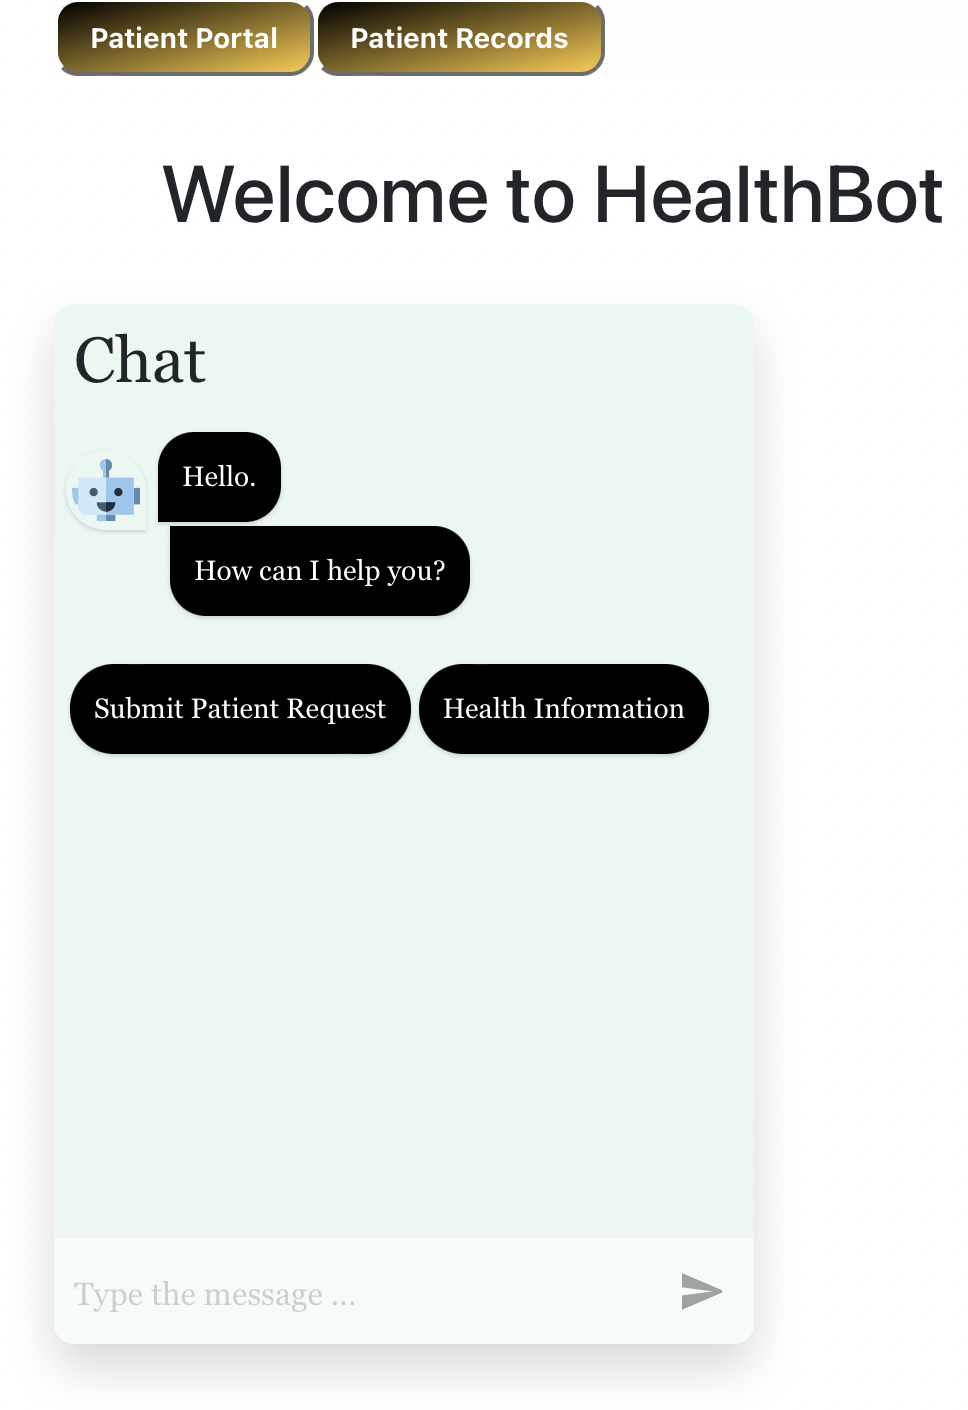 Patient Portal Patient Records
Welcome to HealthBot
Chat
Hello.
How can I help you?
Submit Patient Request Health Information
Type the message ...